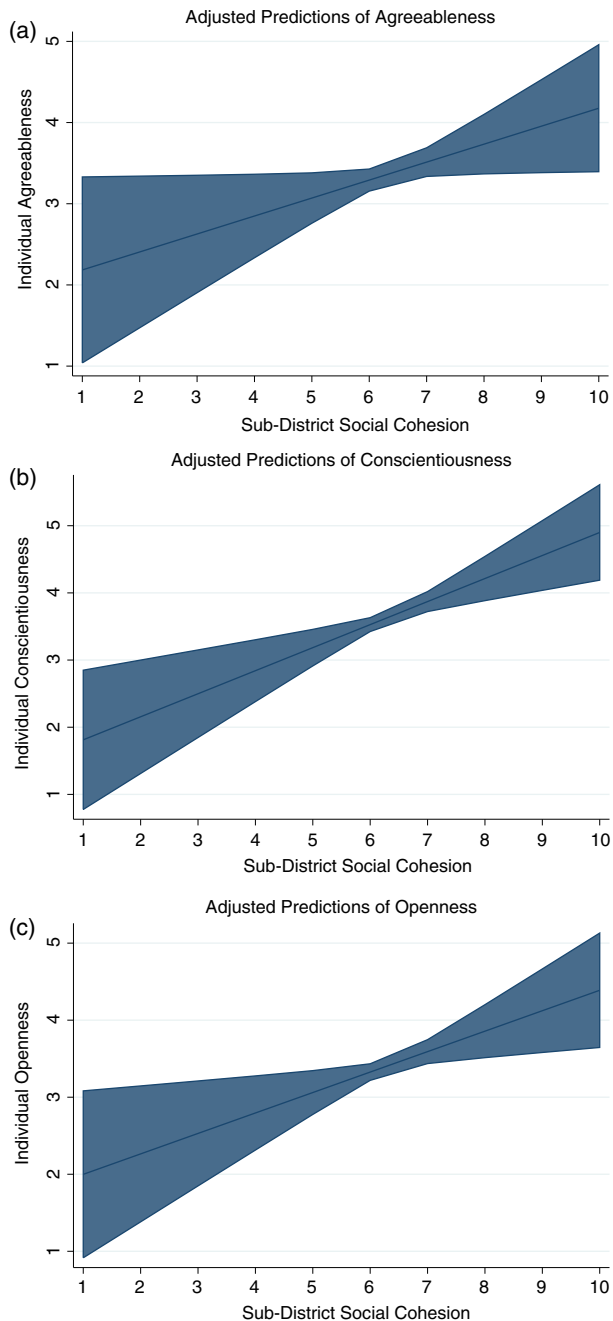 (a)
Adjusted Predictions of Agreeableness
Individual Agreeableness
5
4
3
2
1
1 2 3 4 5 6 7 8 9 10
Sub-District Social Cohesion
(b)
Adjusted Predictions of Conscientiousness
Individual Conscientiousness
5
4
3
2
1
1 2 3 4 5 6 7 8 9 10
Sub-District Social Cohesion
(c)
Adjusted Predictions of Openness
Individual Openness
5
4
3
2
1
1 2 3 4 5 6 7 8 9 10
Sub-District Social Cohesion